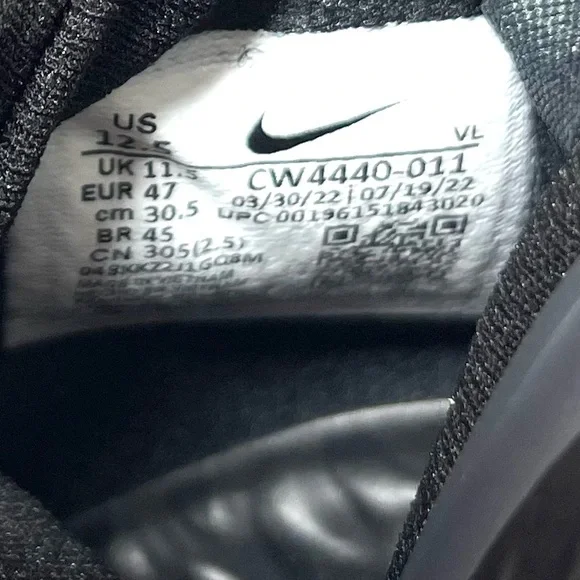 US
12.5
VL
UK 11.5
CW4440-011
EUR 47
03/30/22 | 07/19/22
cm 30.5
UPC 00196151843020
BR 45
CN 305(2.5)